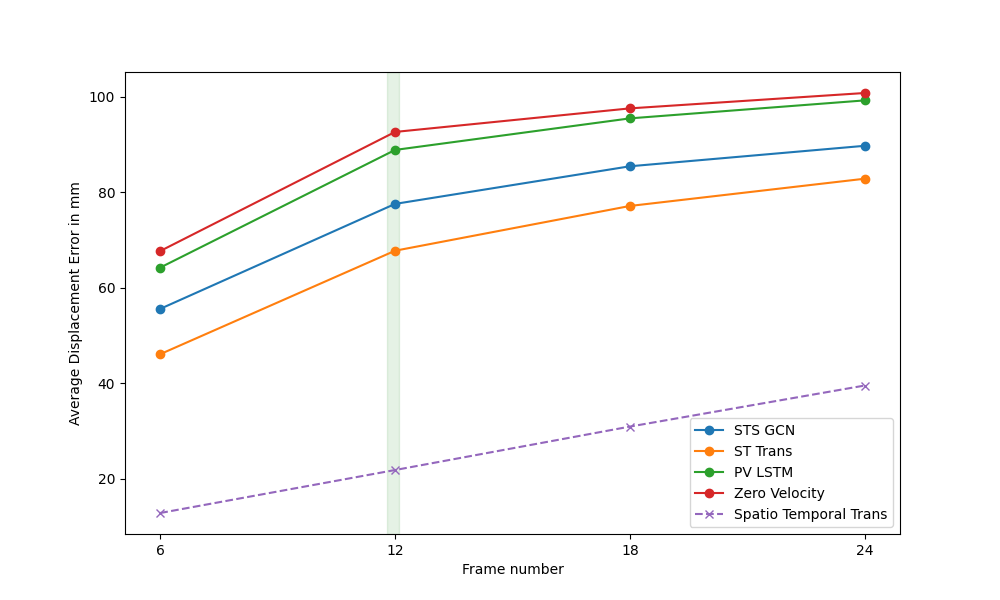 100
80
60
40
20
Average Displacement Error in mm
6 12 18 24
Frame number
STS GCN
ST Trans
PV LSTM
Zero Velocity
Spatio Temporal Trans